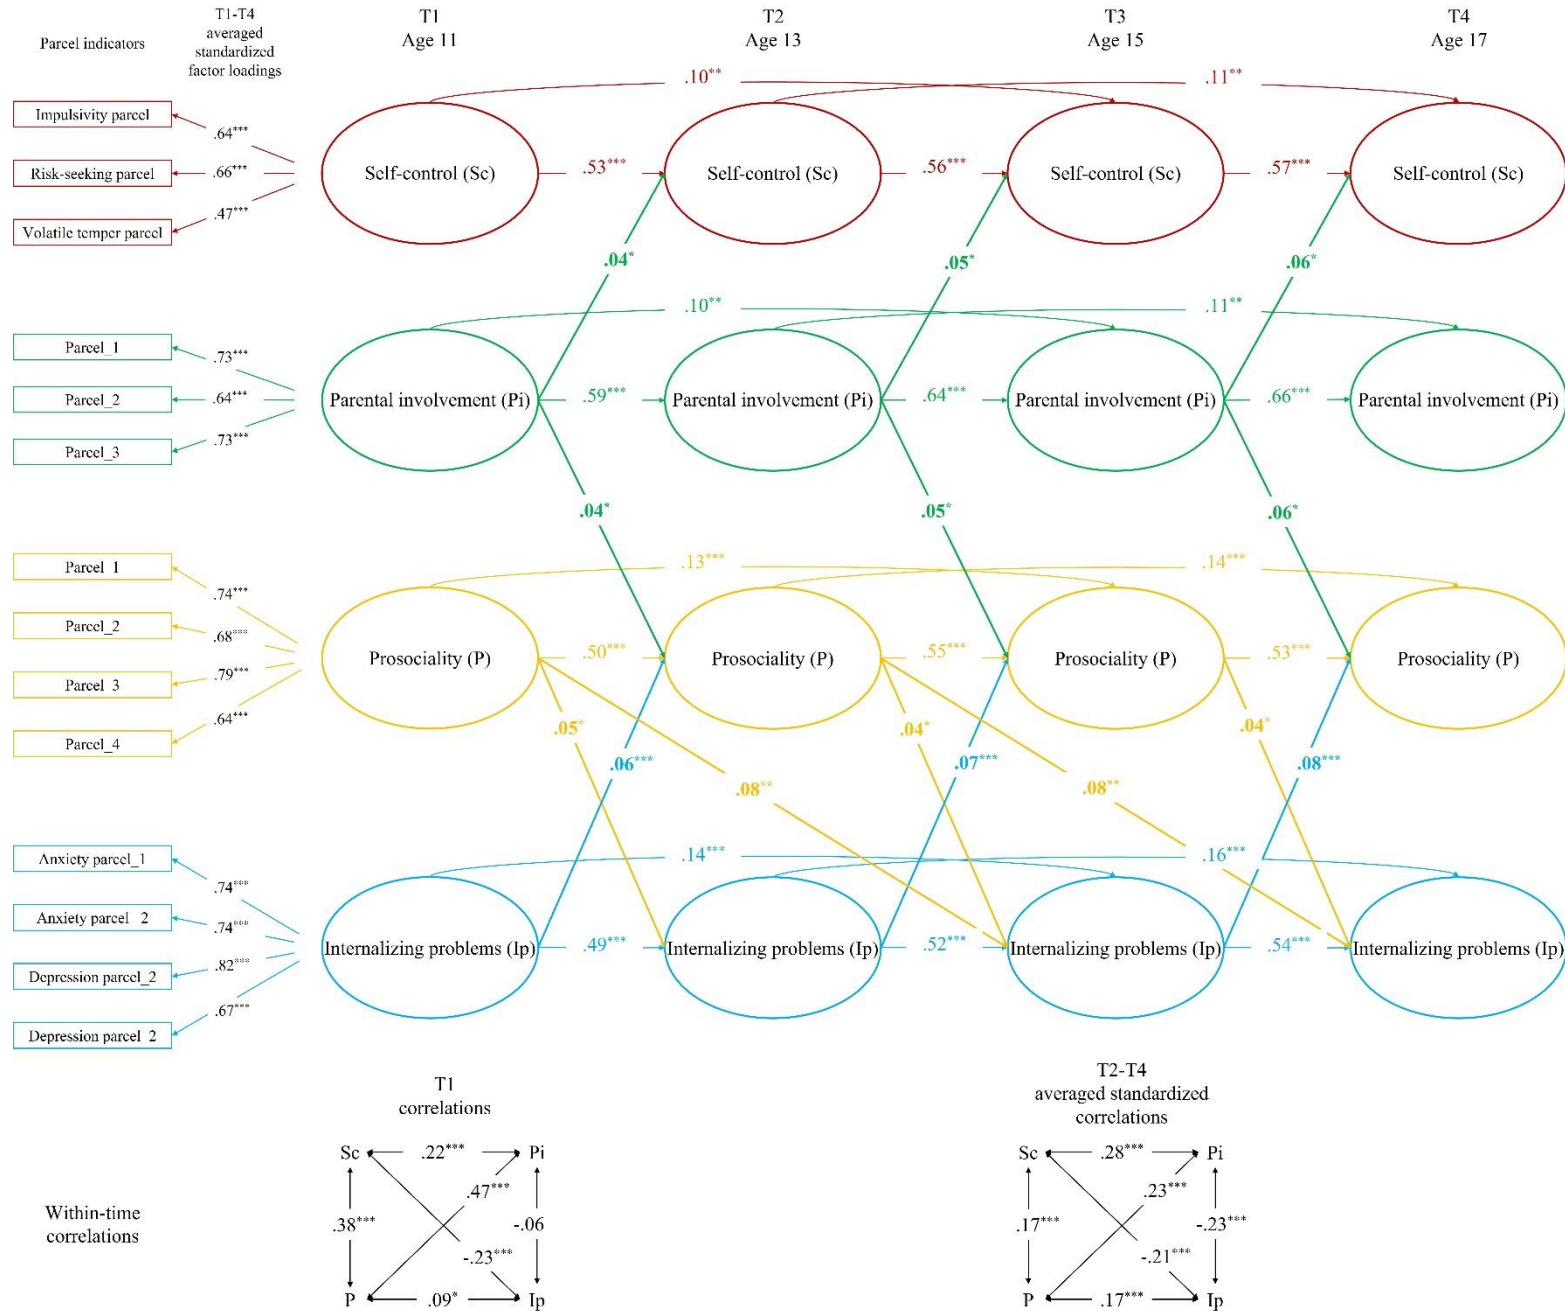 Parcel indicators
T1-T4
averaged
standardized
factor loadings
T1
Age 11
T2
Age 13
T3
Age 15
T4
Age 17
.10**
.11**
Impulsivity parcel
.64***
Risk-seeking parcel
.66***
Volatile temper parcel
.47***
Self-control (Sc)
.53***
Self-control (Sc)
.56***
Self-control (Sc)
.57***
Self-control (Sc)
.04*
.05*
.06*
.10**
.11**
Parcel_1
.73***
Parcel_2
.64***
Parcel_3
.73***
Parental involvement (Pi)
.59***
Parental involvement (Pi)
.64***
Parental involvement (Pi)
.66***
Parental involvement (Pi)
.04*
.05*
.06*
.13***
.14***
Parcel 1
.74***
Parcel_2
.68***
Parcel 3
.79***
Parcel_4
.64***
Prosociality (P)
.50***
Prosociality (P)
.55***
Prosociality (P)
.53***
Prosociality (P)
.05*
.04*
.04*
.06***
.07***
.08***
.08**
.08**
.14***
.16***
Anxiety parcel_1
.74***
Anxiety parcel 2
.74***
Depression parcel_2
.82***
Depression parcel 2
.67***
Internalizing problems (Ip)
.49***
Internalizing problems (Ip)
.52***
Internalizing problems (Ip)
.54***
Internalizing problems (Ip)
Within-time
correlations
T1
correlations
Sc
.22***
Pi
.47***
.38***
-.06
-.23***
P
.09*
Ip
T2-T4
averaged standardized
correlations
Sc
.28***
Pi
.23***
.17***
-.23***
-.21***
P
.17***
Ip